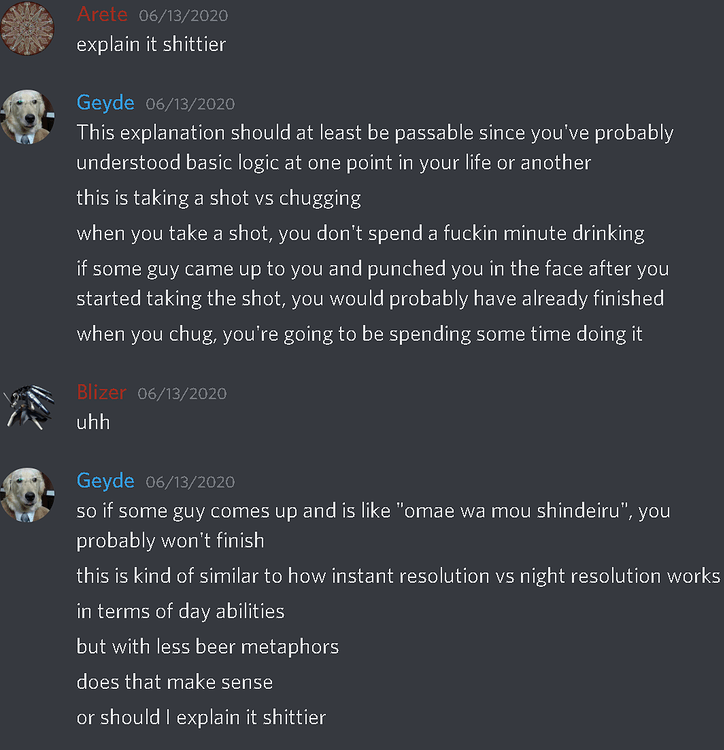 Arete 06/13/2020
explain it shittier
Geyde 06/13/2020
This explanation should at least be passable since you've probably
understood basic logic at one point in your life or another
this is taking a shot vs chugging
when you take a shot, you don't spend a fuckin minute drinking
if some guy came up to you and punched you in the face after you
started taking the shot, you would probably have already finished
when you chug, you're going to be spending some time doing it
Blizer 06/13/2020
uhh
Geyde 06/13/2020
so if some guy comes up and is like "omae wa mou shindeiru", you
probably won't finish
this is kind of similar to how instant resolution vs night resolution works
in terms of day abilities
but with less beer metaphors
does that make sense
or should I explain it shittier